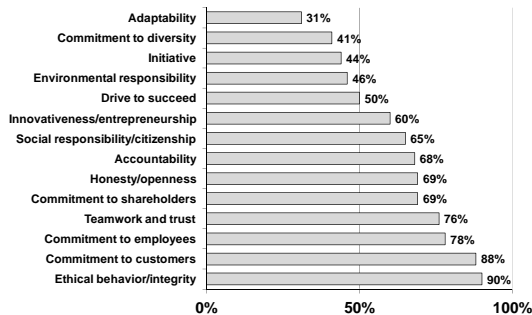 Adaptability 31%
Commitment to diversity 41%
Initiative 44%
Environmental responsibility 46%
Drive to succeed 50%
Innovativeness/entrepreneurship 60%
Social responsibility/citizenship 65%
Accountability 68%
Honesty/openness 69%
Commitment to shareholders 69%
Teamwork and trust 76%
Commitment to employees 78%
Commitment to customers 88%
Ethical behavior/integrity 90%
0% 50% 100%